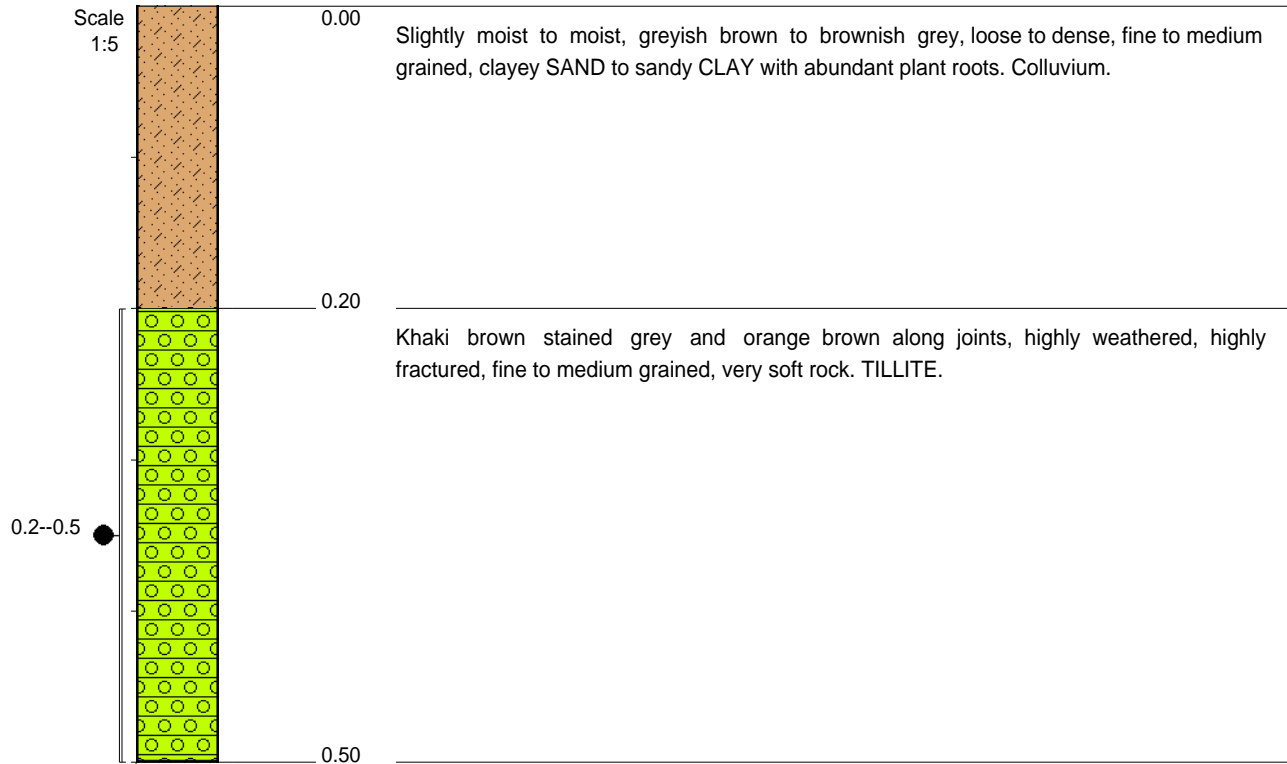 Scale
1:5
0.00
Slightly moist to moist, greyish brown to brownish grey, loose to dense, fine to medium
grained, clayey SAND to sandy CLAY with abundant plant roots. Colluvium.
0.20
Khaki brown stained grey and orange brown along joints, highly weathered, highly
fractured, fine to medium grained, very soft rock. TILLITE.
0.2--0.5
0.50